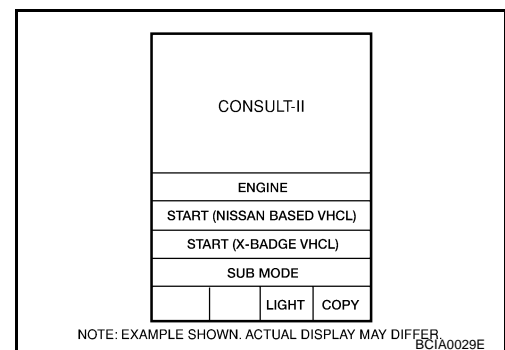 CONSULT-II
ENGINE
START (NISSAN BASED VHCL)
START (X-BADGE VHCL)
SUB MODE
LIGHT COPY
NOTE: EXAMPLE SHOWN. ACTUAL DISPLAY MAY DIFFER.
BCIA0029E